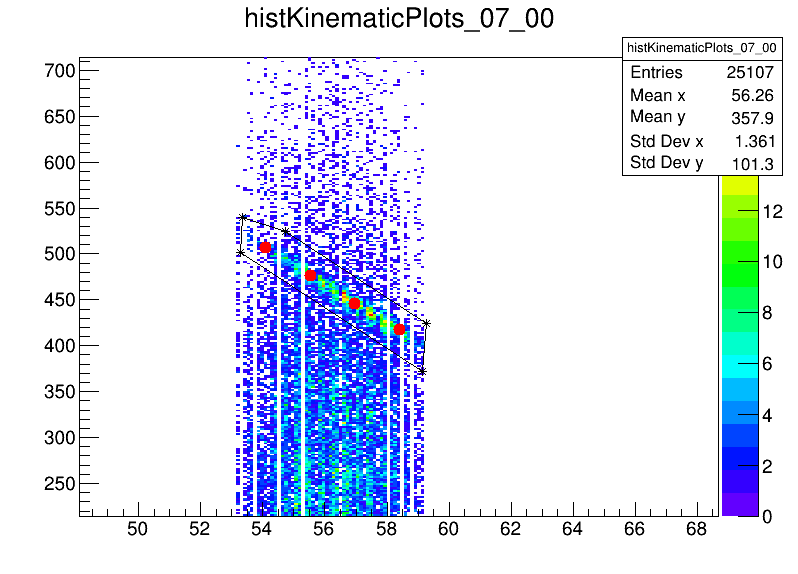 histKinematicPlots_07_00
histKinematicPlots_07_00
Entries 25107
Mean x 56.26
Mean y 357.9
Std Dev x 1.361
Std Dev y 101.3
700
650
600
550
500
450
400
350
300
250
12
10
8
6
4
2
0
50 52 54 56 58 60 62 64 66 68